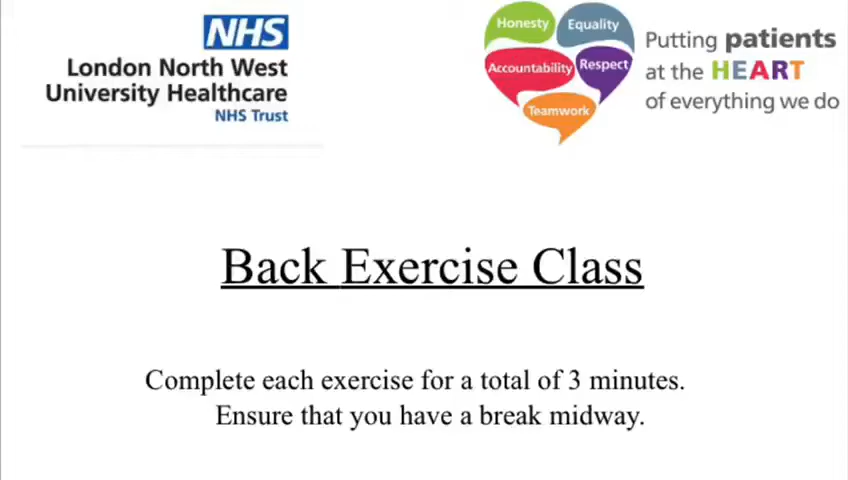 NHS
London North West
University Healthcare
NHS Trust
Honesty
Equality
Accountability
Respect
Teamwork
Putting patients
at the HEART
of everything we do
Back Exercise Class
Complete each exercise for a total of 3 minutes.
Ensure that you have a break midway.